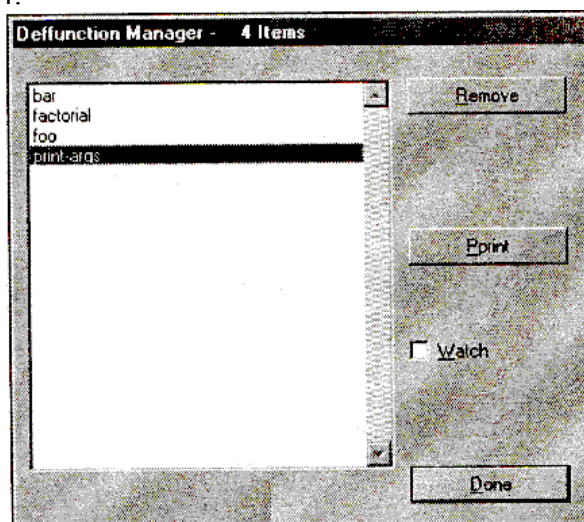 Deffunction Manager - 4 Items
bar
factorial
foo
print-args
Remove
Pprint
Watch
Done